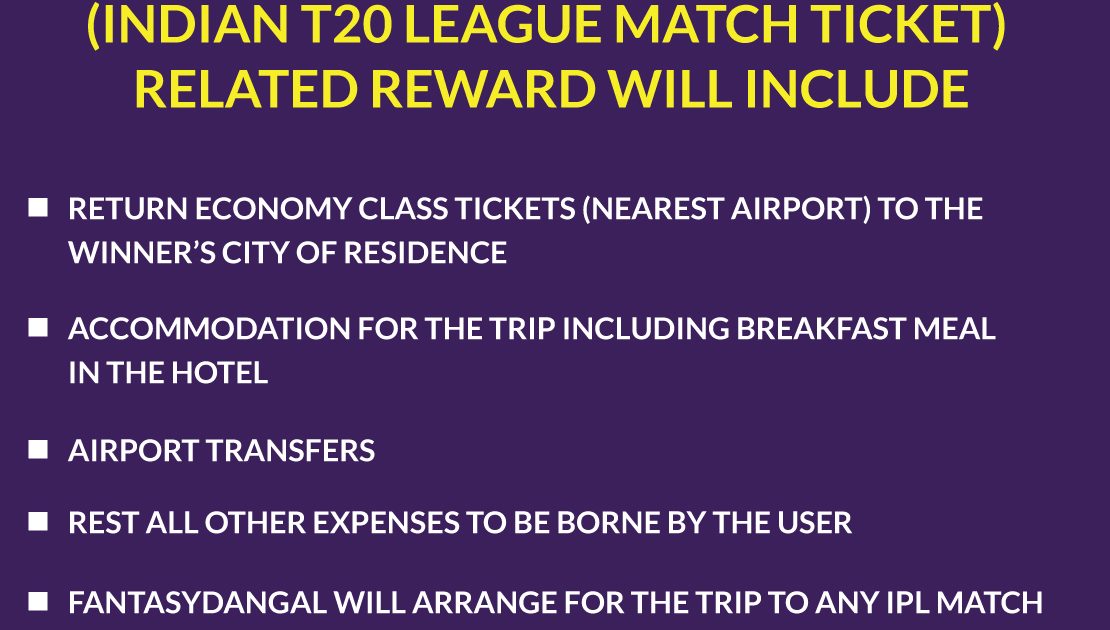 (INDIAN T20 LEAGUE MATCH TICKET)
RELATED REWARD WILL INCLUDE
■ RETURN ECONOMY CLASS TICKETS (NEAREST AIRPORT) TO THE
WINNER'S CITY OF RESIDENCE
■ ACCOMMODATION FOR THE TRIP INCLUDING BREAKFAST MEAL
IN THE HOTEL
■ AIRPORT TRANSFERS
■ REST ALL OTHER EXPENSES TO BE BORNE BY THE USER
■ FANTASYDANGAL WILL ARRANGE FOR THE TRIP TO ANY IPL MATCH